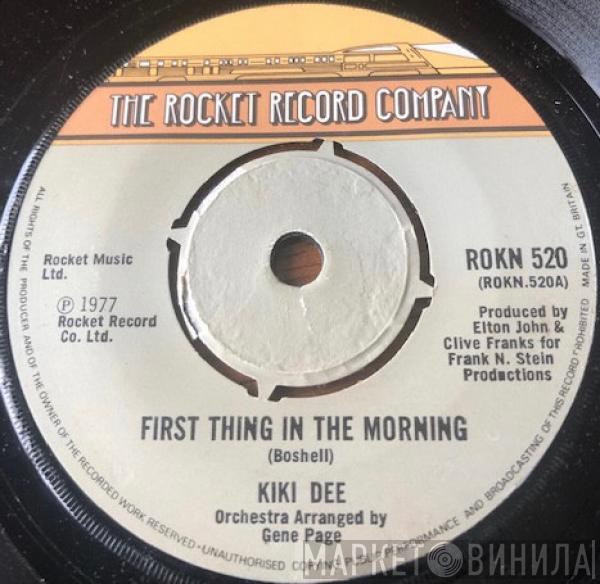 THE ROCKET RECORD COMPANY
Rocket Music
Ltd.
℗ 1977
Rocket Record
Co. Ltd.
ROKN 520
(ROKN.520A)
Produced by
Elton John &
Clive Franks for
Frank N. Stein
Productions
FIRST THING IN THE MORNING
(Boshell)
KIKI DEE
Orchestra Arranged by
Gene Page
ALL RIGHTS OF THE PRODUCER AND OF THE OWNER OF THE RECORDED WORK RESERVED · UNAUTHORISED COPYING PUBLIC PERFORMANCE AND BROADCASTING OF THIS RECORD PROHIBITED MADE IN GT. BRITAIN
МАРКЕТ ВИНИЛА